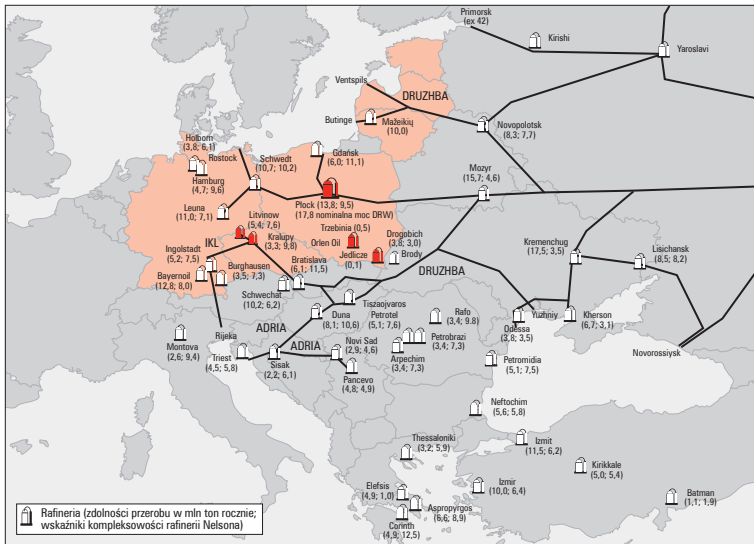 Primorsk
(ex 42)
Kirishi
Yaroslavi
Ventspils
DRUZHBA
Butinge
Mažeikių
(10,0)
Novopolotsk
(8,3; 7,7)
Holborn
(3,8; 6,1)
Rostock
Hamburg
(4,7; 9,6)
Schwedt
(10,7; 10,2)
Gdańsk
(6,0; 11,1)
Mozyr
(15,7; 4,6)
Leuna
(11,0; 7,1)
Płock (13,8; 9,5)
(17,8 nominalna moc DRW)
Litvinow
(5,4; 7,6)
Kralupy
(3,3; 9,8)
Trzebinia (0,5)
Orlen Oil
Jedlicze
(0,1)
Drogobich
(3,8; 3,0)
Brody
Kremenchug
(17,5; 3,5)
Lisichansk
(8,5; 8,2)
IKL
Ingolstadt
(5,2; 7,5)
Bayernoil
(12,8; 8,0)
Burghausen
(3,5; 7,3)
Bratislava
(6,1; 11,5)
Schwechat
(10,2; 6,2)
DRUZHBA
Duna
(8,1; 10,6)
Tiszaojvaros
Petrotel
(5,1; 7,6)
Rafo
(3,4; 9.8)
Odessa
(3,8; 3,5)
Yuzhniy
Kherson
(6,7; 3,1)
Novorossiysk
ADRIA
ADRIA
Montova
(2,6; 9,4)
Rijeka
Triest
(4,5; 5,8)
Sisak
(2,2; 6,1)
Novi Sad
(2,9; 4,6)
Pancevo
(4,8; 4,9)
Arpechim
(3,4; 7,3)
Petrobrazi
(3,4; 7,3)
Petromidia
(5,1; 7,5)
Neftochim
(5,6; 5,8)
Thessaloniki
(3,2; 5,9)
Izmit
(11,5; 6,2)
Kirikkale
(5,0; 5,4)
Izmir
(10,0; 6,4)
Batman
(1,1; 1,9)
Elefsis
(4,9; 1,0)
Aspropyrgos
(6,6; 8,9)
Corinth
(4,9; 12,5)
Rafineria (zdolności w przerobu w mln ton rocznie;
wskaźniki kompleksowości rafinerii Nelsona)